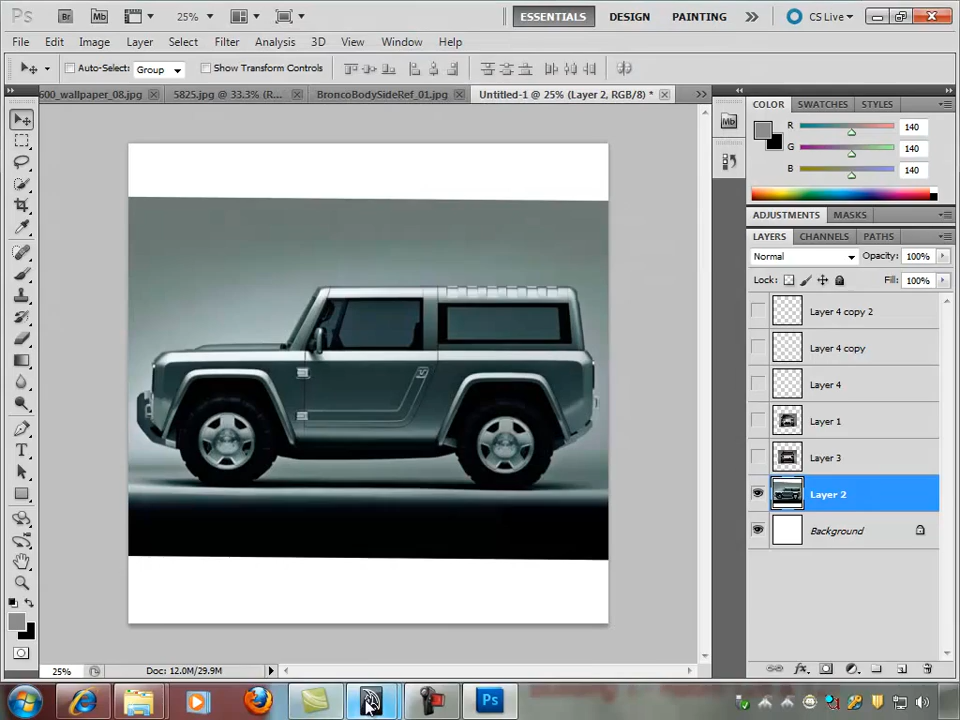 Ps Br Mb 25% ESSENTIALS DESIGN PAINTING CS Live
File Edit Image Layer Select Filter Analysis 3D View Window Help
Auto-Select: Group Show Transform Controls
600_wallpaper_08.jpg 5825.jpg @ 33.3% (R... BroncoBodySideRef_01.jpg Untitled-1 @ 25% (Layer 2, RGB/8) *
COLOR SWATCHES STYLES
Mb
R 140
G 140
B 140
ADJUSTMENTS MASKS
LAYERS CHANNELS PATHS
Normal Opacity: 100%
Lock: Fill: 100%
Layer 4 copy 2
Layer 4 copy
Layer 4
Layer 1
Layer 3
Layer 2
Background
T
25% Doc: 12.0M/29.9M
fx
Ps